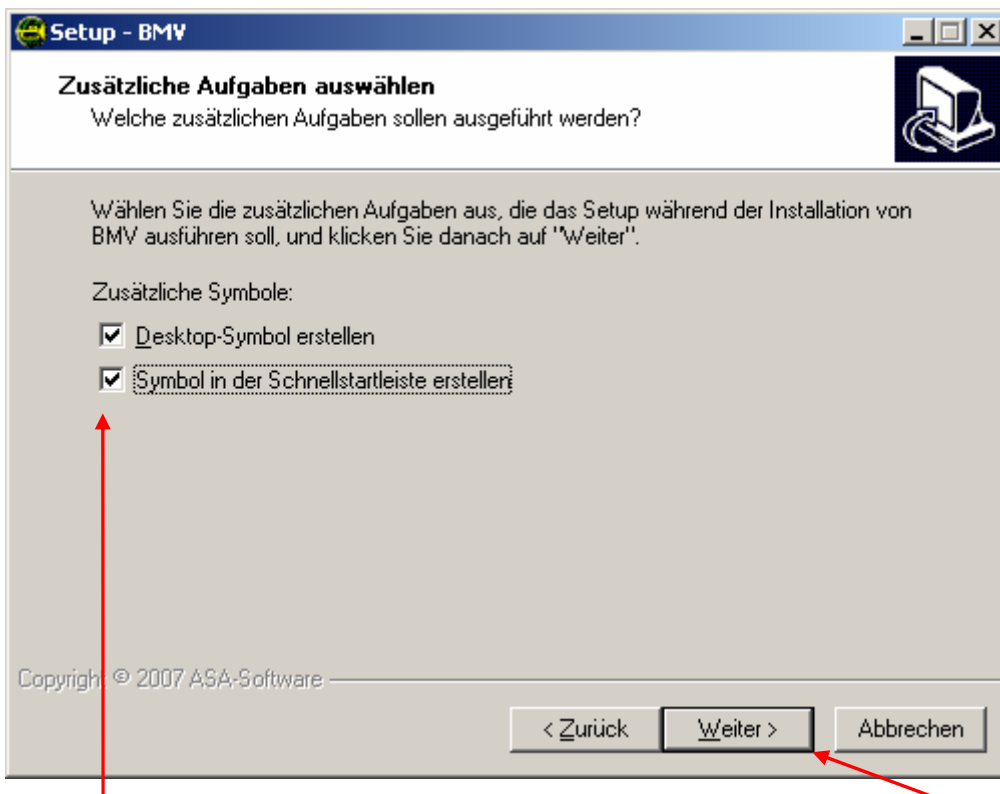 Setup - BMV
Zusätzliche Aufgaben auswählen
Welche zusätzlichen Aufgaben sollen ausgeführt werden?
Wählen Sie die zusätzlichen Aufgaben aus, die das Setup während der Installation von
BMV ausführen soll, und klicken Sie danach auf "Weiter".
Zusätzliche Symbole:
Desktop-Symbol erstellen
Symbol in der Schnellstartleiste erstellen
Copyright © 2007 ASA-Software
< Zurück
Weiter >
Abbrechen